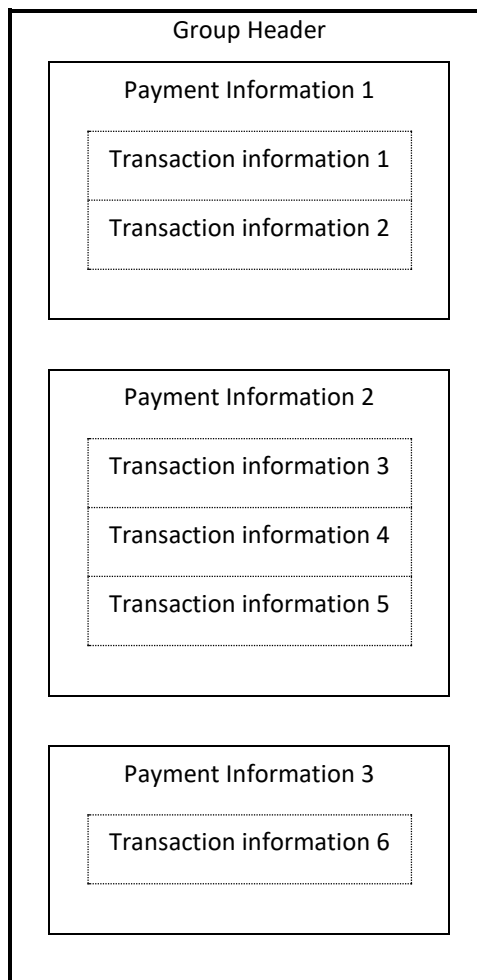 Group Header
Payment Information 1
Transaction information 1
Transaction information 2
Payment Information 2
Transaction information 3
Transaction information 4
Transaction information 5
Payment Information 3
Transaction information 6